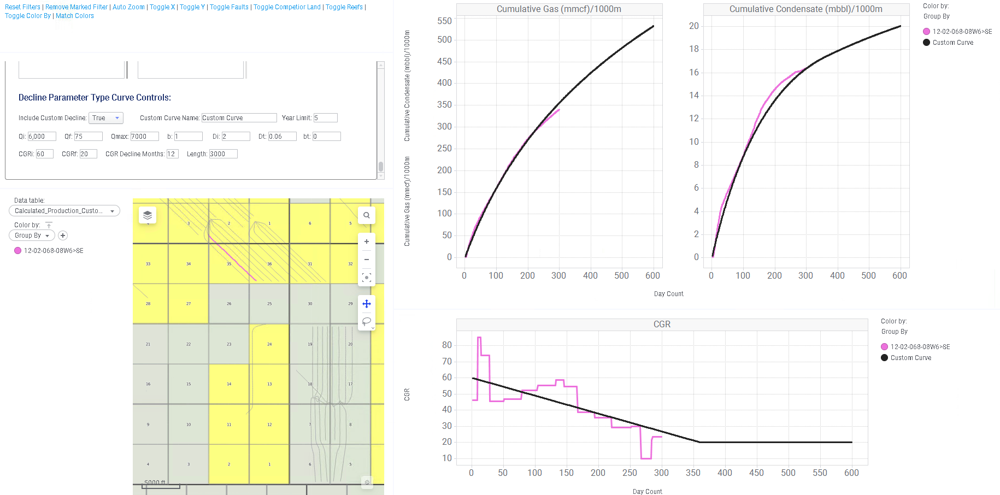 Reset Filters | Remove Marked Filter | Auto Zoom | Toggle X | Toggle Y | Toggle Faults | Toggle Competior Land | Toggle Reefs |
Toggle Color By | Match Colors
Decline Parameter Type Curve Controls:
Include Custom Decline: True Custom Curve Name: Custom Curve Year Limit: 5
Qi: 6,000 Qf: 75 Qmax: 7000 b: 1 Di: 2 Dt: 0.06 bt: 0
CGRi: 60 CGRf: 20 CGR Decline Months: 12 Length: 3000
Data table:
Calculated_Production_Custo...
Color by:
Group By
12-02-068-08W6>SE
4 3 2 1 6 5
33 34 35 36 31 32
28 27 26 25 30 29
21 22 23 24 19 20
16 15 14 13 18 17
9 10 11 12 7 8
4 3 2 1 6 5
5000 ft
Cumulative Gas (mmcf)/1000m
Cumulative Condensate (mbbl)/1000m
Cumulative Condensate (mbbl)/1000m
Cumulative Gas (mmcf)/1000m
550
500
450
400
350
300
250
200
150
100
50
0
0 100 200 300 400 500 600
20
18
16
14
12
10
8
6
4
2
0
0 100 200 300 400 500 600
Day Count
Color by:
Group By
12-02-068-08W6>SE
Custom Curve
CGR
CGR
80
70
60
50
40
30
20
10
0 50 100 150 200 250 300 350 400 450 500 550 600
Day Count
Color by:
Group By
12-02-068-08W6>SE
Custom Curve